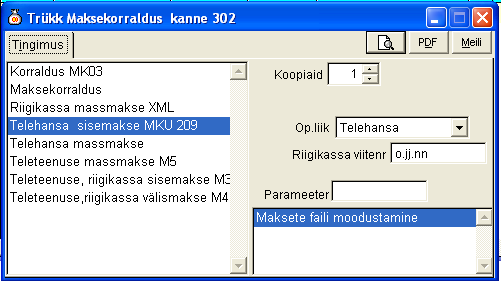 Trükk Maksekorraldus kanne 302
Tingimus
PDF
Meili
Korraldus MK03
Maksekorraldus
Riigikassa massmakse XML
Telehansa sisemakse MKU 209
Telehansa massmakse
Teleteenuse massmakse M5
Teleteenuse, riigikassa sisemakse M3
Teleteenuse,riigikassa välismakse M4
Koopiaid 1
Op.liik Telehansa
Riigikassa viitenr o.jj.nn
Parameeter
Maksete faili moodustamine